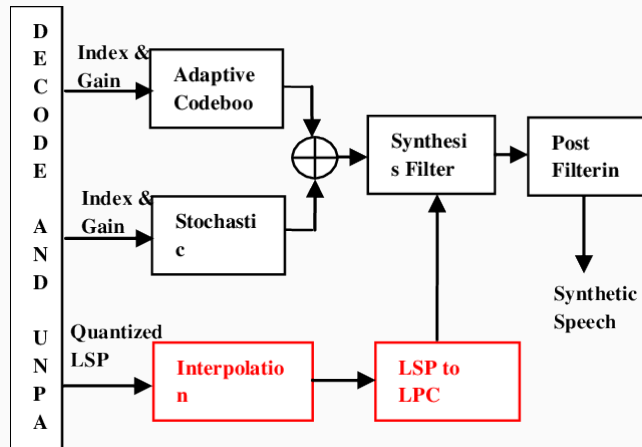 D
E
C
O
D
E
A
N
D
U
N
P
A
Index &
Gain
Adaptive
Codeboo
Synthesi
s Filter
Post
Filterin
Index &
Gain
Stochasti
c
Synthetic
Speech
Quantized
LSP
Interpolatio
n
LSP to
LPC